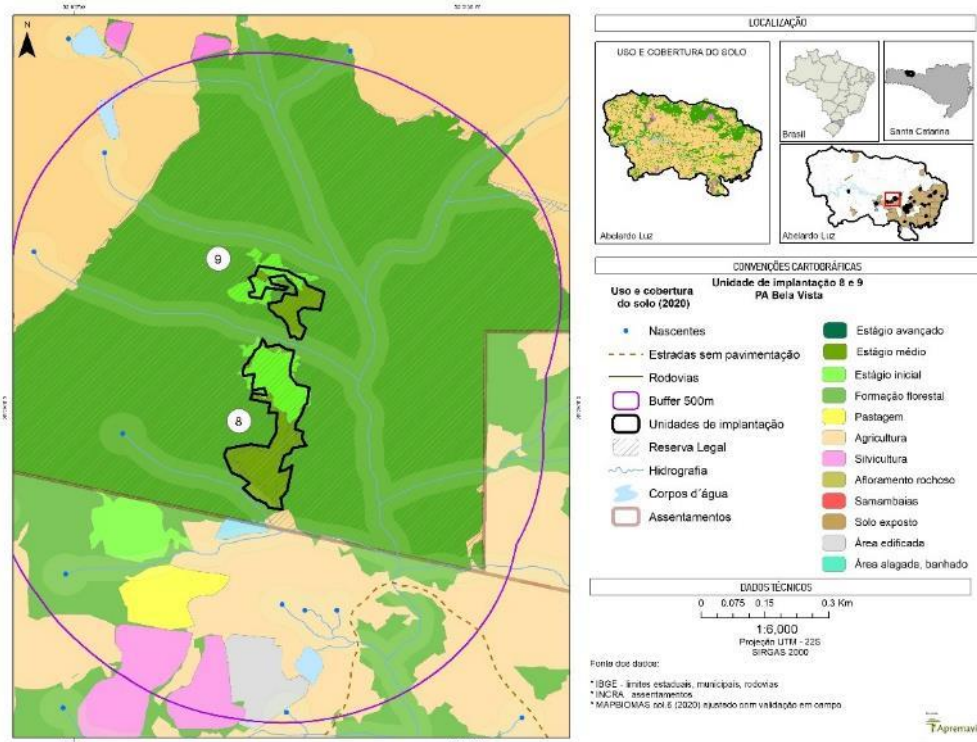 N
9
8
LOCALIZAÇÃO
USO E COBERTURA DO SOLO
Abelardo Luz
Brasil
Santa Catarina
Abelardo Luz
CONVENÇÕES CARTOGRÁFICAS
Uso e cobertura
do solo (2020)
Unidade de implantação 8 e 9
PA Bela Vista
Nascentes
Estradas sem pavimentação
Rodovias
Buffer 500m
Unidades de implantação
Reserva Legal
Hidrografia
Corpos d´água
Assentamentos
Estágio avançado
Estágio médio
Estágio inicial
Formação florestal
Pastagem
Agricultura
Silvicultura
Afloramento rochoso
Samambaias
Solo exposto
Área edificada
Área alagada, banhado
DADOS TÉCNICOS
0 0.075 0.15 0.3 Km
1:6,000
Projeção UTM - 22S
SIRGAS 2000
Fonte dos dados:
* IBGE - limites estaduais, municipais, rodovias
* INCRA assentamentos
* MAPBIOMAS col.6 (2020) ajustado com validação em campo
Apremavi